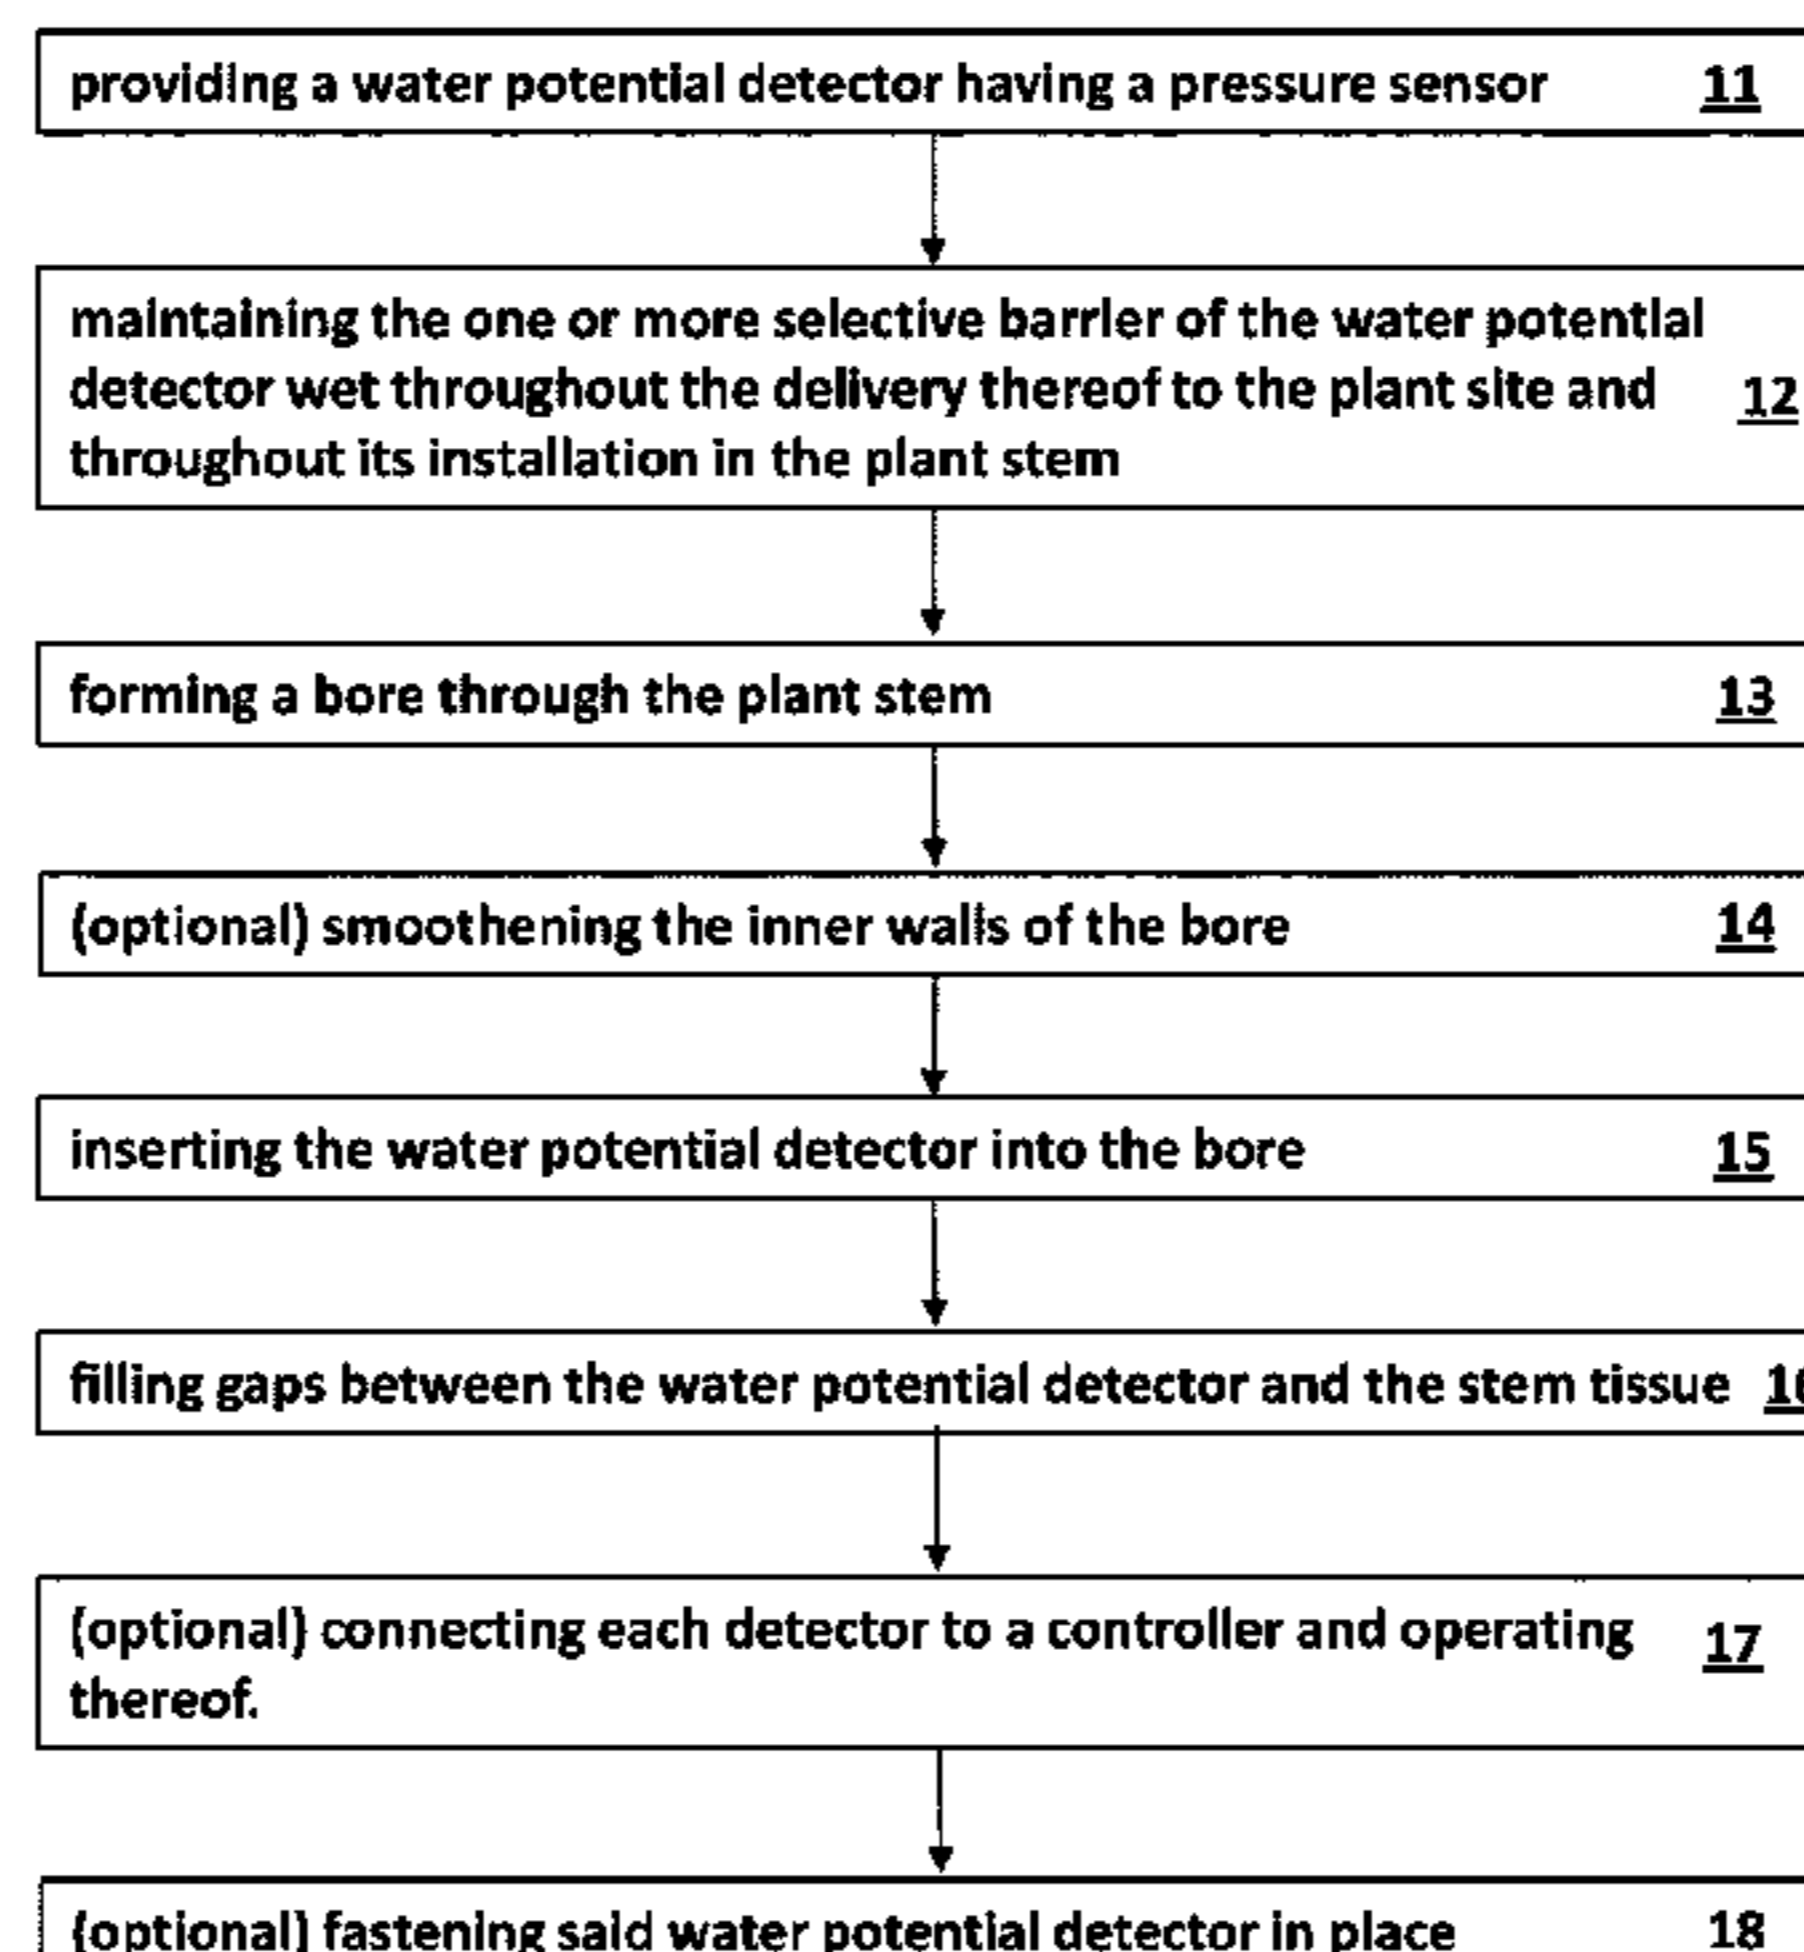 providing a water potential detector having a pressure sensor 11
maintaining the one or more selective barrier of the water potential
detector wet throughout the delivery thereof to the plant site and 12
throughout its installation in the plant stem
forming a bore through the plant stem 13
(optional) smoothening the inner walls of the bore 14
inserting the water potential detector into the bore 15
filling gaps between the water potential detector and the stem tissue
(optional) connecting each detector to a controller and operating 17
thereof.
(optional) fastening said water potential detector in place 18